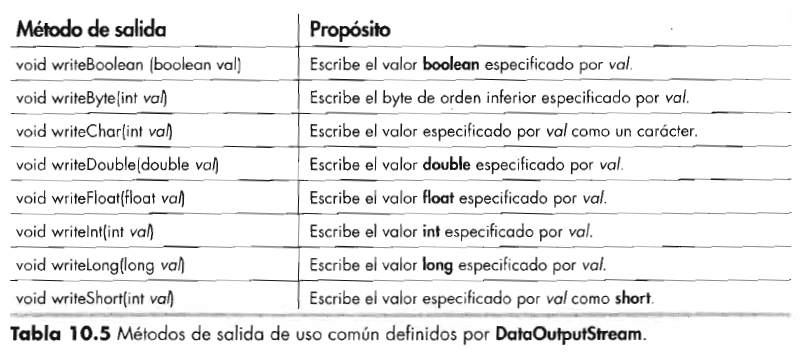 Método de salida Propósito
void writeBoolean (boolean val) Escribe el valor boolean especificado por val.
void writeByte(int val) Escribe el byte de orden inferior especificado por val.
void writeChar(int val) Escribe el valor especificado por val como un carácter.
void writeDouble(double val) Escribe el valor double especificado por val.
void writeFloat(float val) Escribe el valor float especificado por val.
void writeInt(int val) Escribe el valor int especificado por val.
void writeLong(long val) Escribe el valor long especificado por val.
void writeShort(int val) Escribe el valor especificado por val como short.
Tabla 10.5 Métodos de salida de uso común definidos por DataOutputStream.